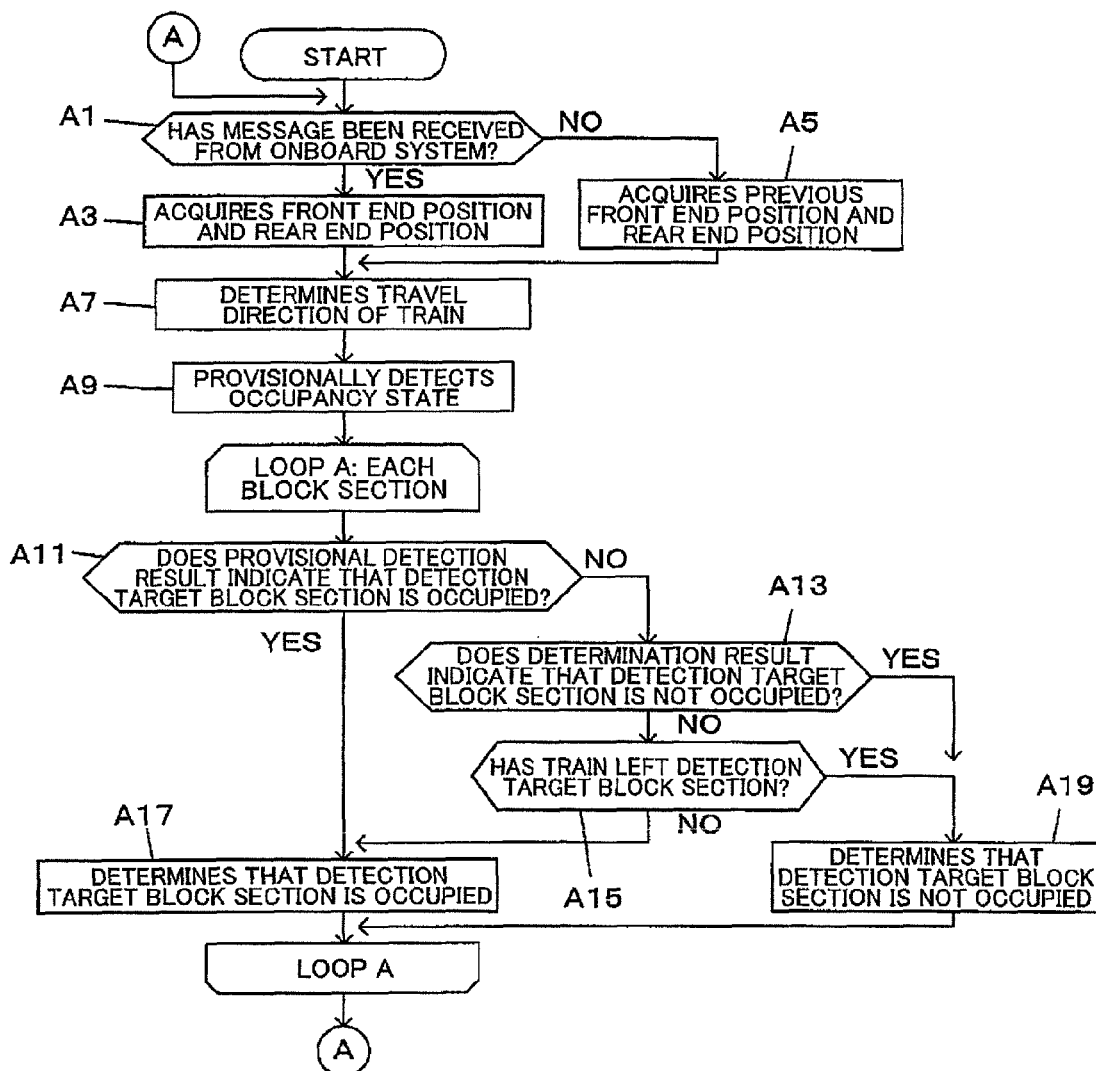 A
START
A1
HAS MESSAGE BEEN RECEIVED
FROM ONBOARD SYSTEM?
NO
A5
YES
A3
ACQUIRES FRONT END POSITION
AND REAR END POSITION
ACQUIRES PREVIOUS
FRONT END POSITION AND
REAR END POSITION
A7
DETERMINES TRAVEL
DIRECTION OF TRAIN
A9
PROVISIONALLY DETECTS
OCCUPANCY STATE
LOOP A: EACH
BLOCK SECTION
A11
DOES PROVISIONAL DETECTION
RESULT INDICATE THAT DETECTION
TARGET BLOCK SECTION IS OCCUPIED?
NO
A13
YES
DOES DETERMINATION RESULT
INDICATE THAT DETECTION TARGET
BLOCK SECTION IS NOT OCCUPIED?
YES
NO
HAS TRAIN LEFT DETECTION
TARGET BLOCK SECTION?
YES
A19
NO
A17
A15
DETERMINES THAT DETECTION
TARGET BLOCK SECTION IS OCCUPIED
DETERMINES THAT
DETECTION TARGET BLOCK
SECTION IS NOT OCCUPIED
LOOP A
A